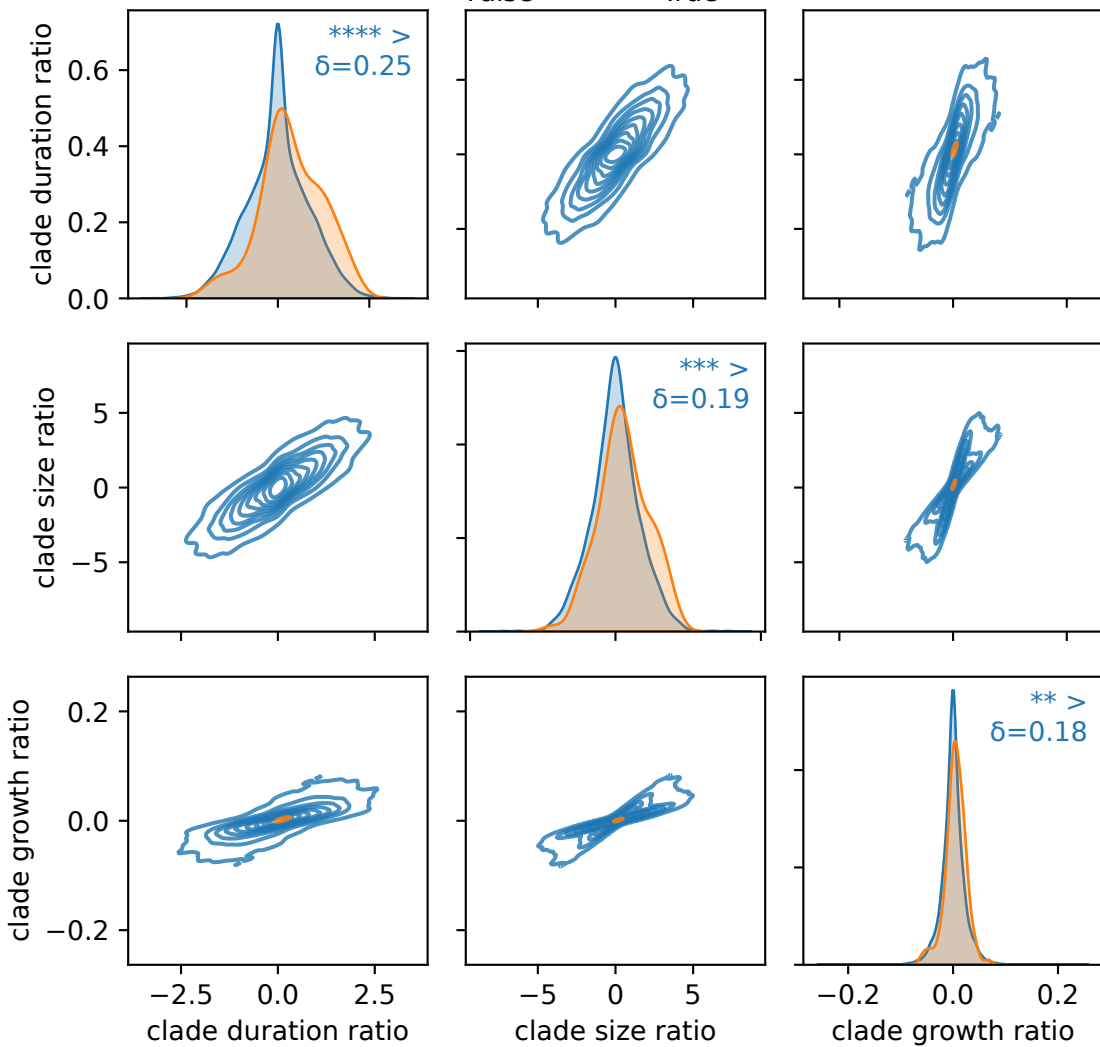 clade duration ratio
0.6
0.4
0.2
0.0
**** >
δ=0.25
clade size ratio
5
0
−5
*** >
δ=0.19
clade growth ratio
0.2
0.0
−0.2
** >
δ=0.18
−2.5 0.0 2.5
clade duration ratio
−5 0 5
clade size ratio
−0.2 0.0 0.2
clade growth ratio